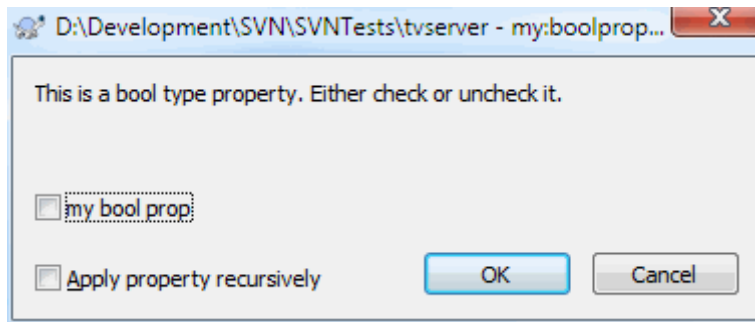 D:\Development\SVN\SVNTests\tvserver - my:boolprop...
This is a bool type property. Either check or uncheck it.
my bool prop
Apply property recursively
OK
Cancel